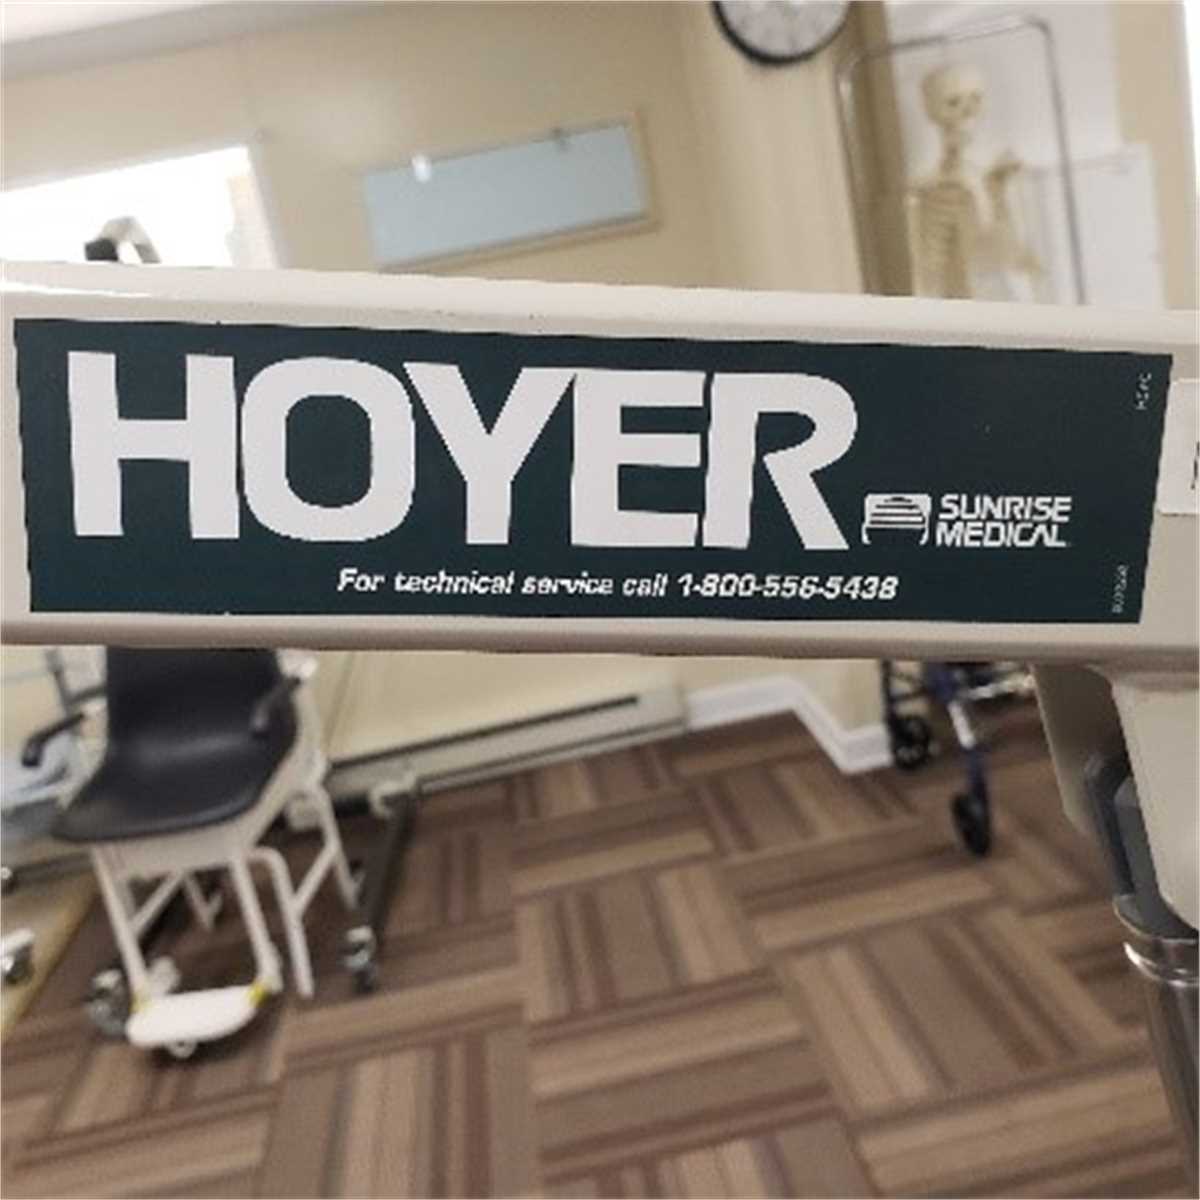 HOYER
SUNRISE
MEDICAL
For technical service call 1-800-556-5438